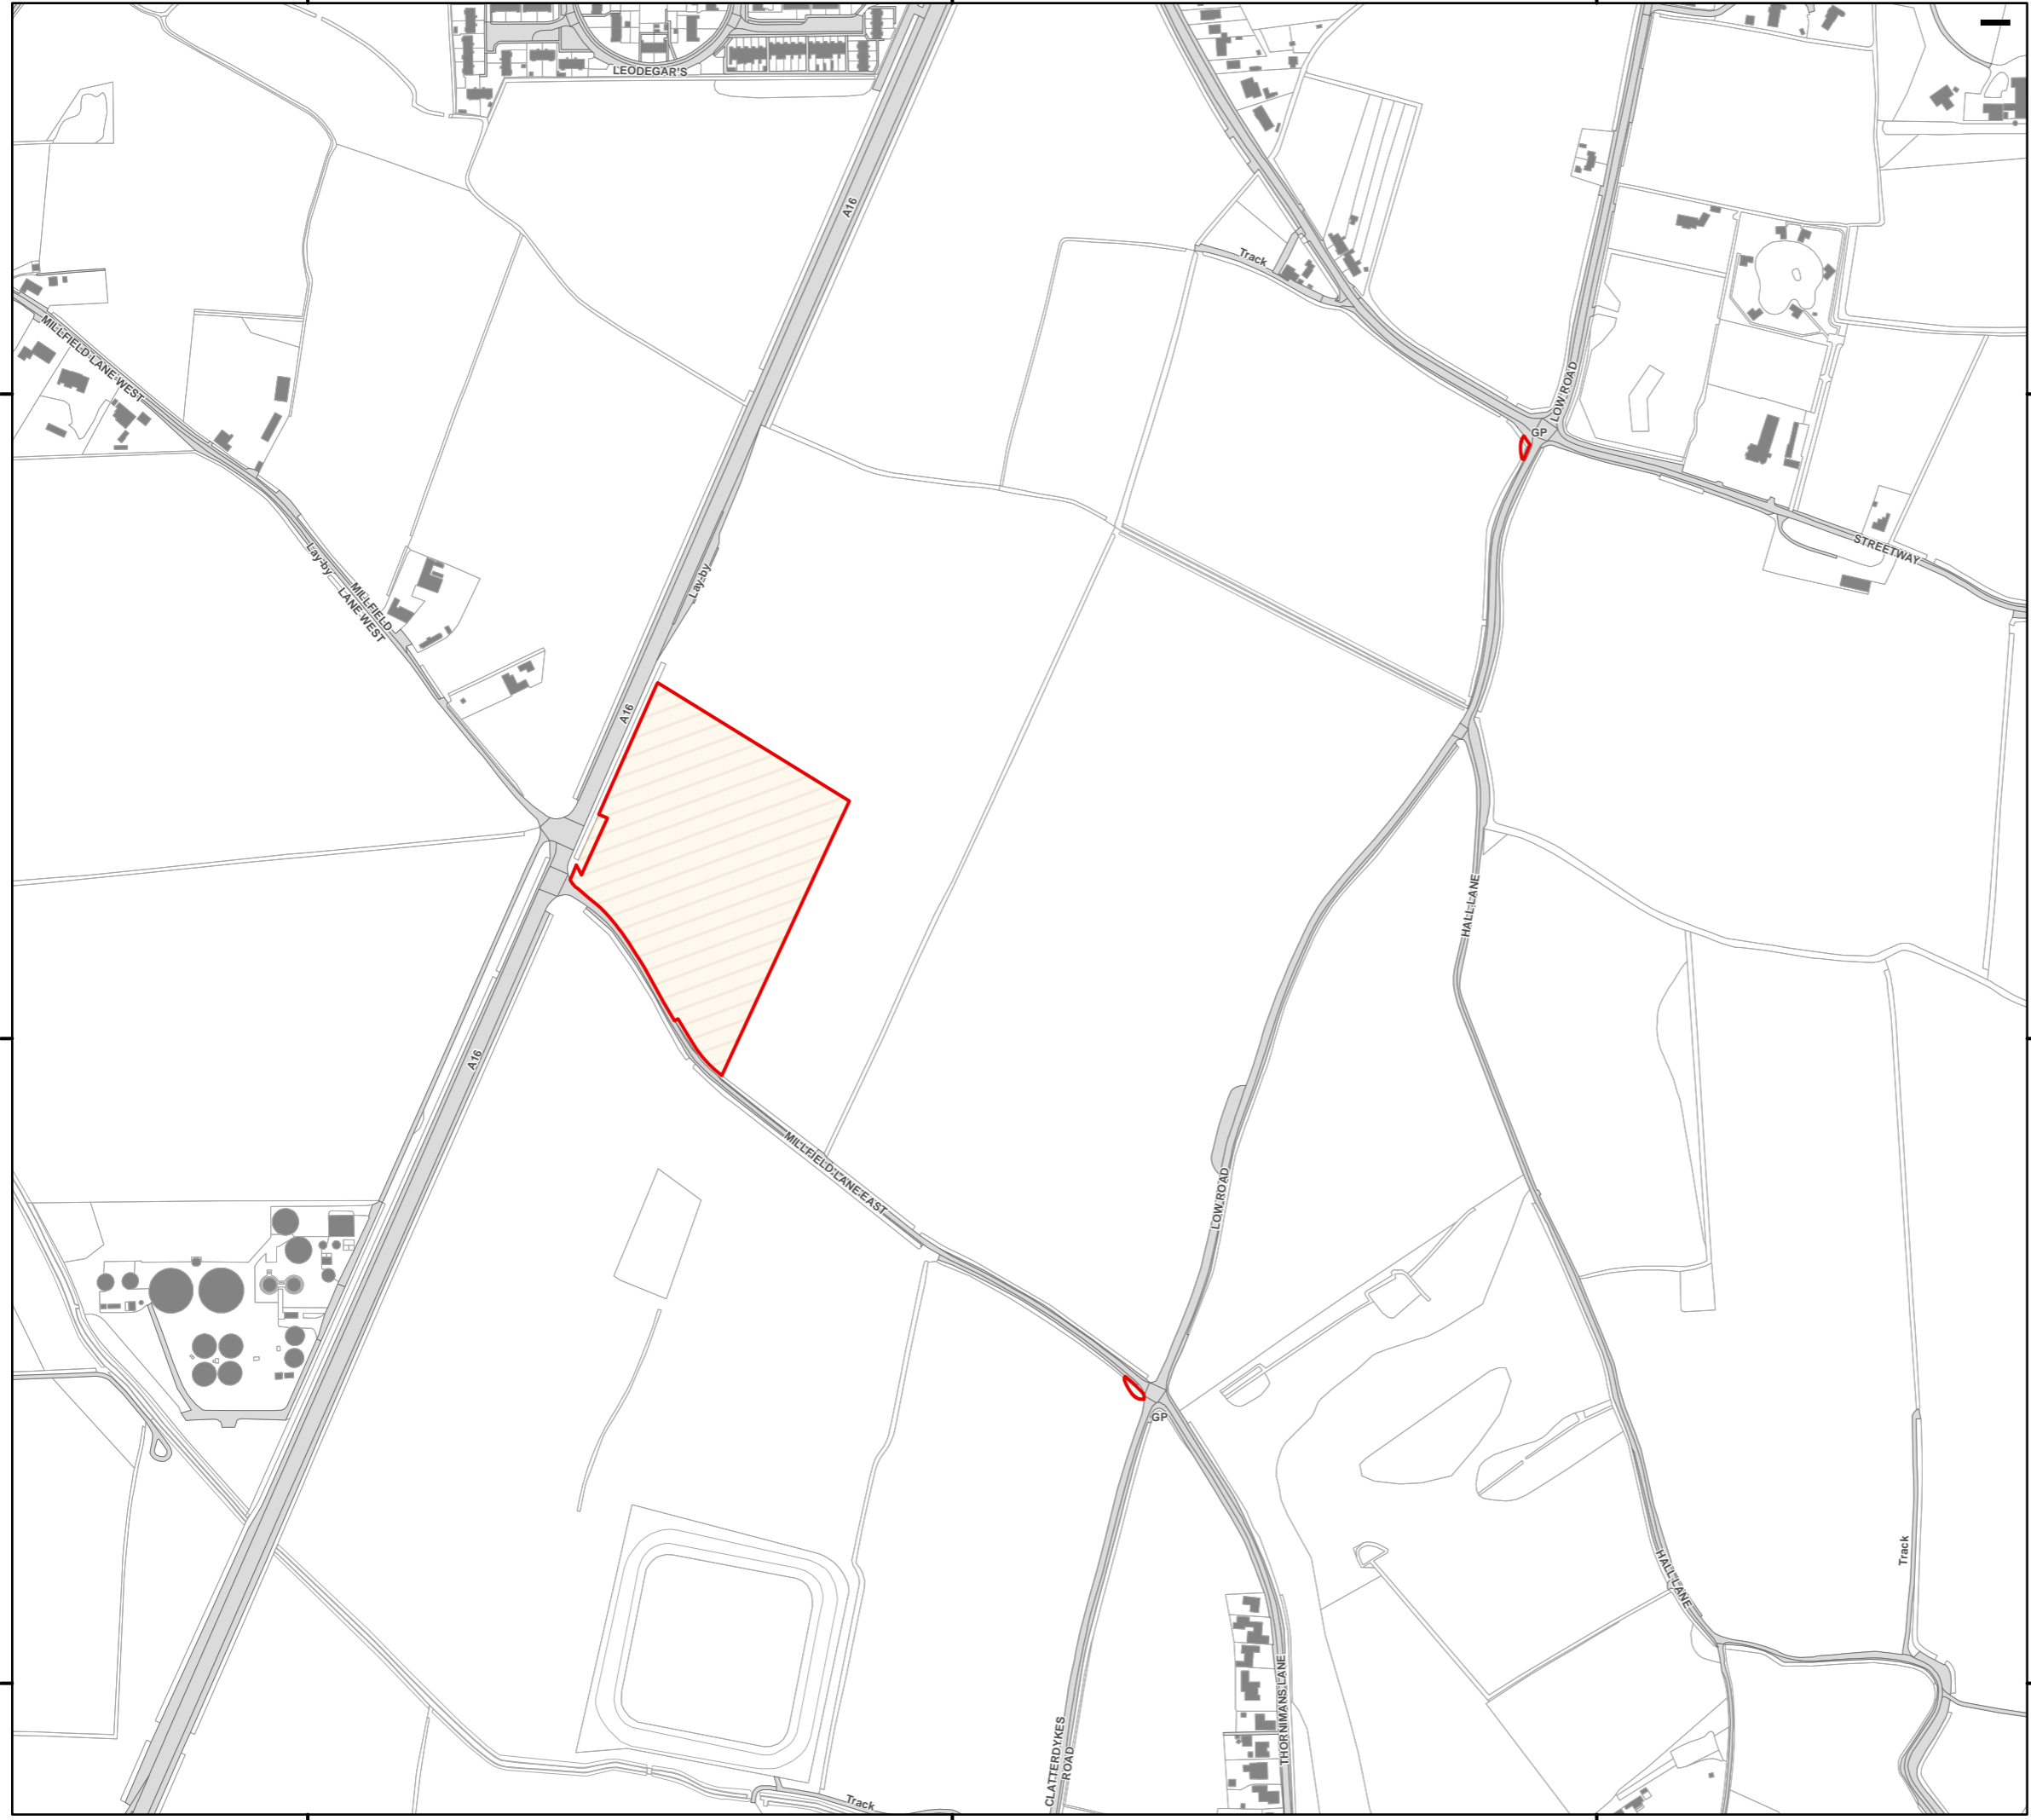 LEODEGAR'S
A16
Track
MILLFIELD LANE WEST
LOW ROAD
GP
STREETWAY
Lay-by
Lay-by
MILLFIELD
LANE WEST
A16
HALL LANE
A16
MILLFIELD LANE EAST
LOW ROAD
GP
Track
HALL LANE
THORNIMANS LANE
CLATTERDYKES
ROAD
Track